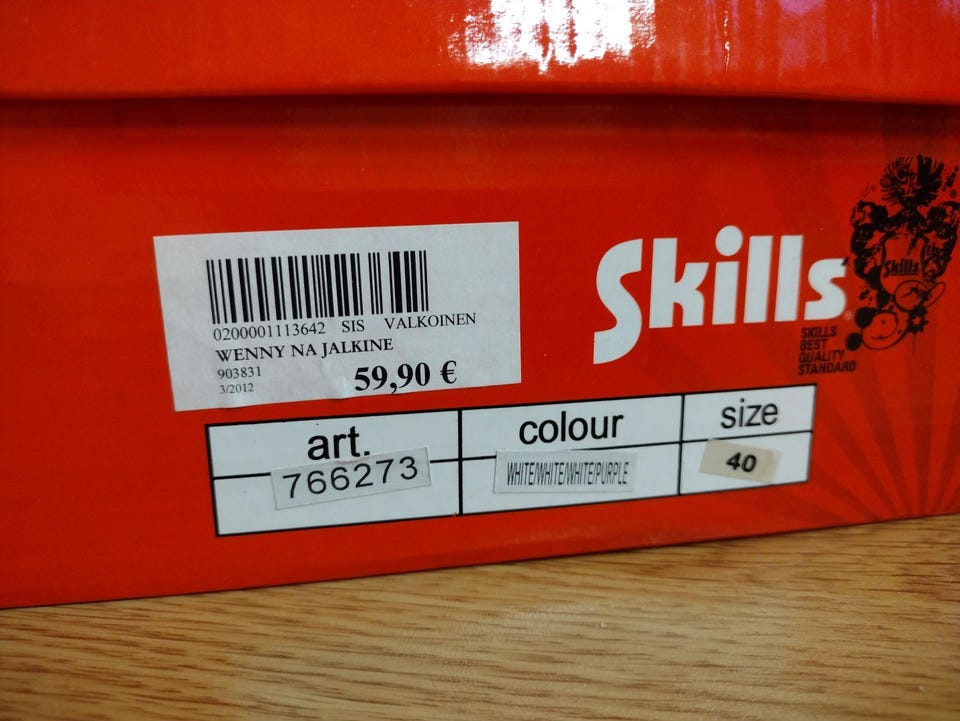 0200001113642 SIS VALKOINEN
WENNY NA JALKINE
903831
3/2012
59,90 €
Skills®
Skills
SKILLS
BEST
QUALITY
STANDARD
art. colour size
766273 WHITE/WHITE/WHITE/PURPLE 40